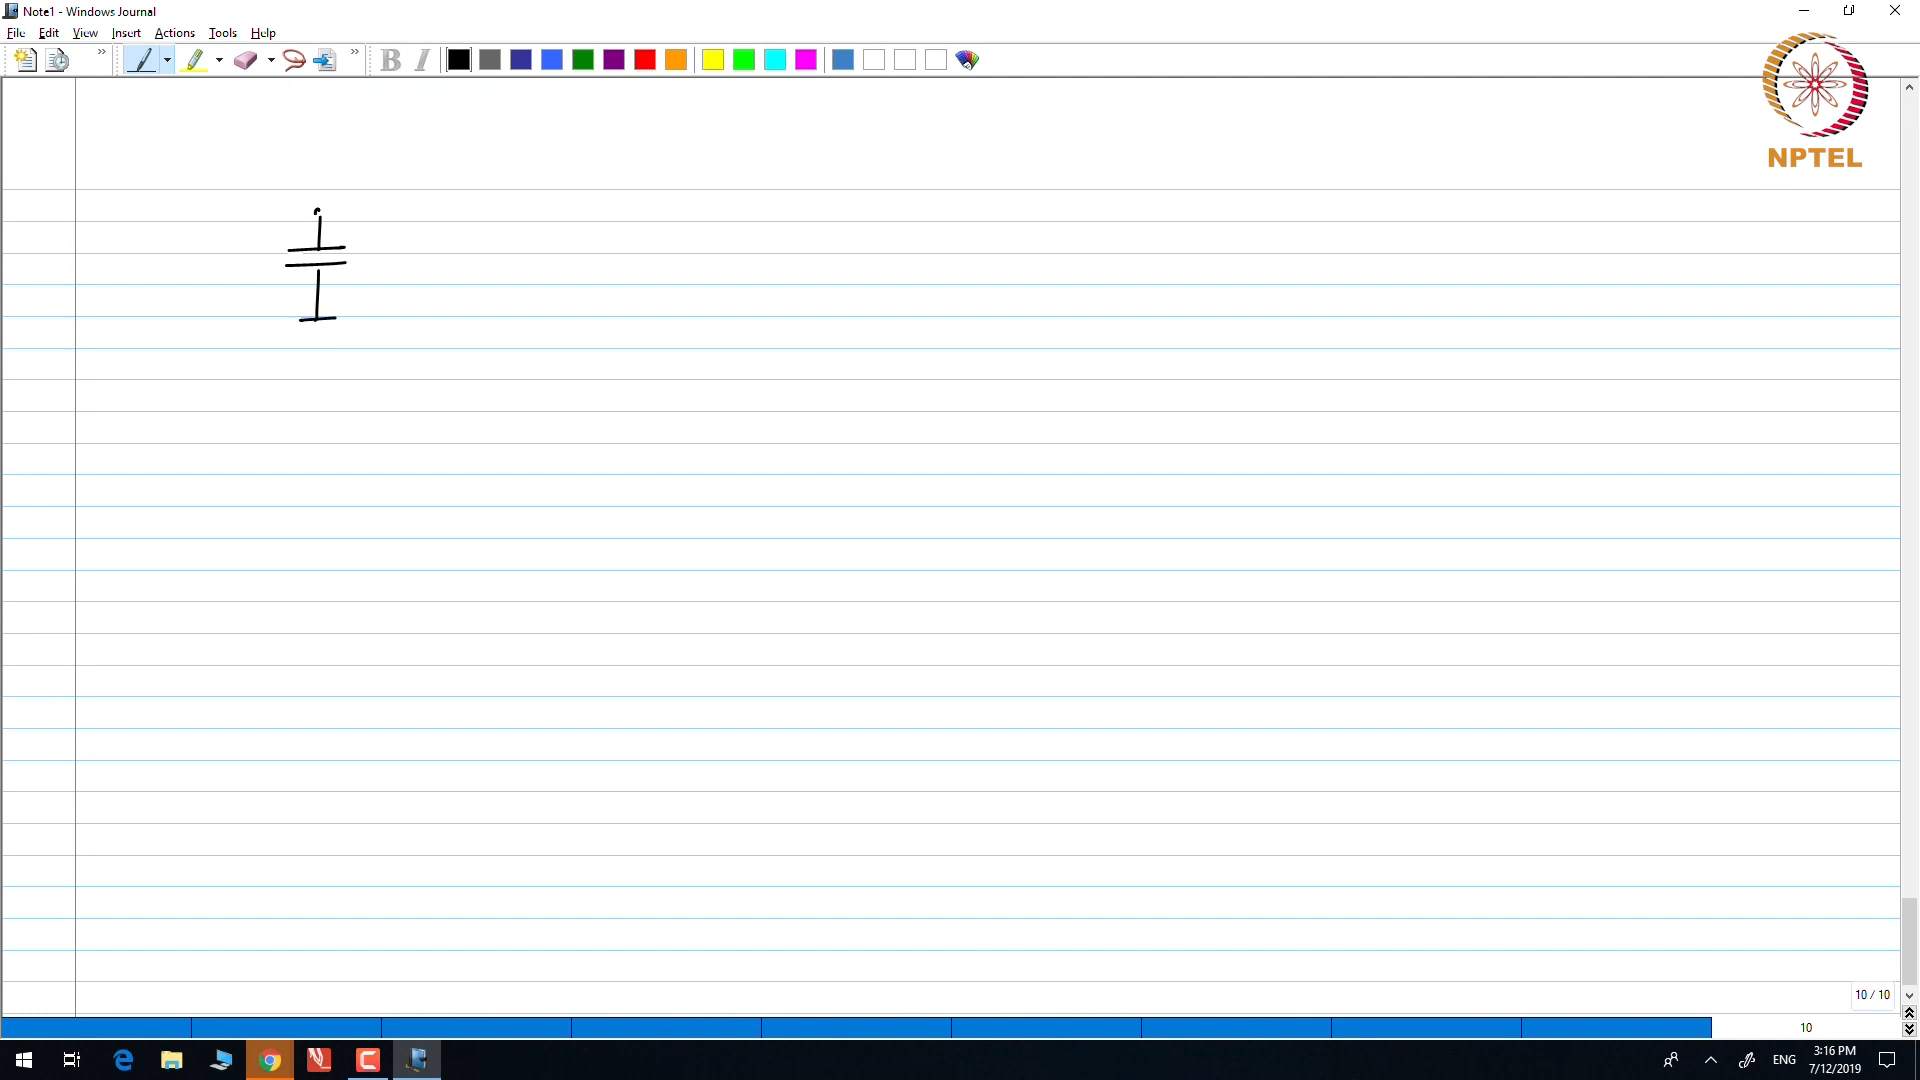 Note1 - Windows Journal
File Edit View Insert Actions Tools Help
B I
NPTEL
10 / 10
10
ENG
3:16 PM
7/12/2019